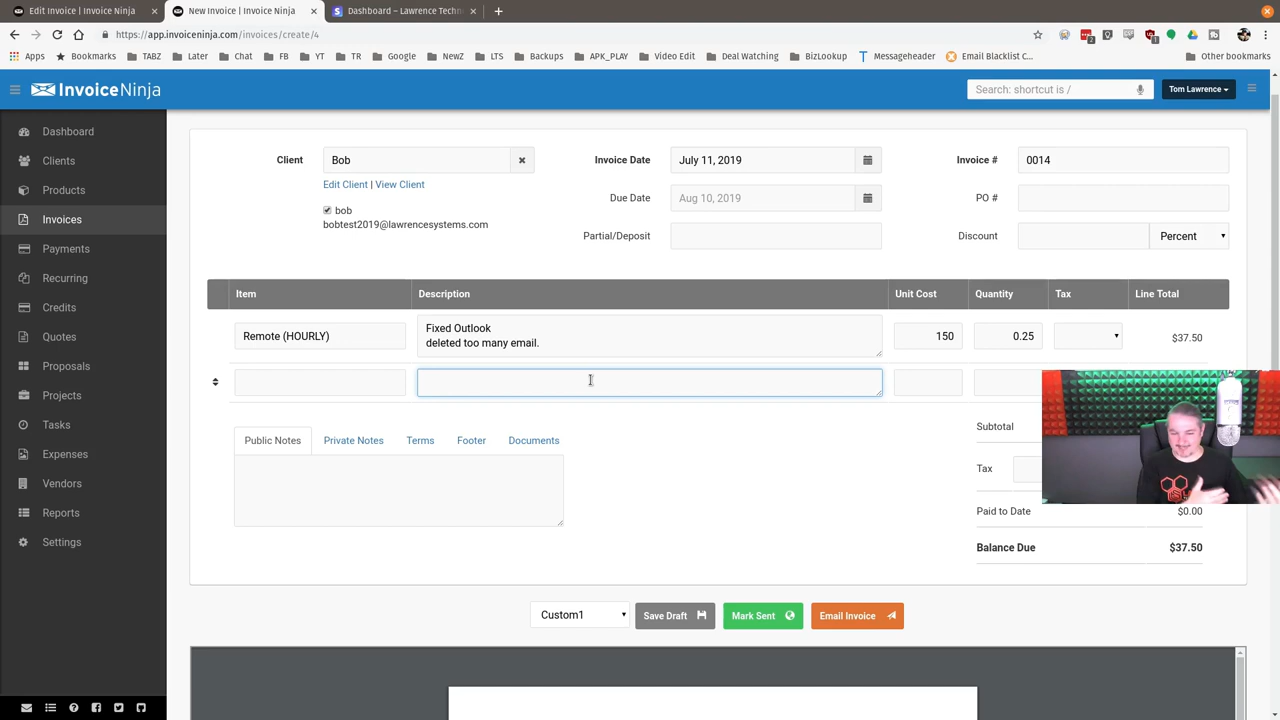 Edit Invoice | Invoice Ninja
New Invoice | Invoice Ninja
Dashboard – Lawrence Techn
https://app.invoiceninja.com/invoices/create/4
Apps
Bookmarks
TABZ
Later
Chat
FB
YT
TR
Google
NewZ
LTS
Backups
APK_PLAY
Video Edit
Deal Watching
BizLookup
Messageheader
Email Blacklist C...
Other bookmarks
InvoiceNinja
Search: shortcut is /
Tom Lawrence
Dashboard
Clients
Products
Invoices
Payments
Recurring
Credits
Quotes
Proposals
Projects
Tasks
Expenses
Vendors
Reports
Settings
Client
Bob
Edit Client | View Client
bob
bobtest2019@lawrencesystems.com
Invoice Date
July 11, 2019
Due Date
Aug 10, 2019
Partial/Deposit
Invoice #
0014
PO #
Discount
Percent
Item
Description
Unit Cost
Quantity
Tax
Line Total
Remote (HOURLY)
Fixed Outlook
deleted too many email.
150
0.25
$37.50
Public Notes
Private Notes
Terms
Footer
Documents
Subtotal
Tax
Paid to Date
$0.00
Balance Due
$37.50
Custom1
Save Draft
Mark Sent
Email Invoice